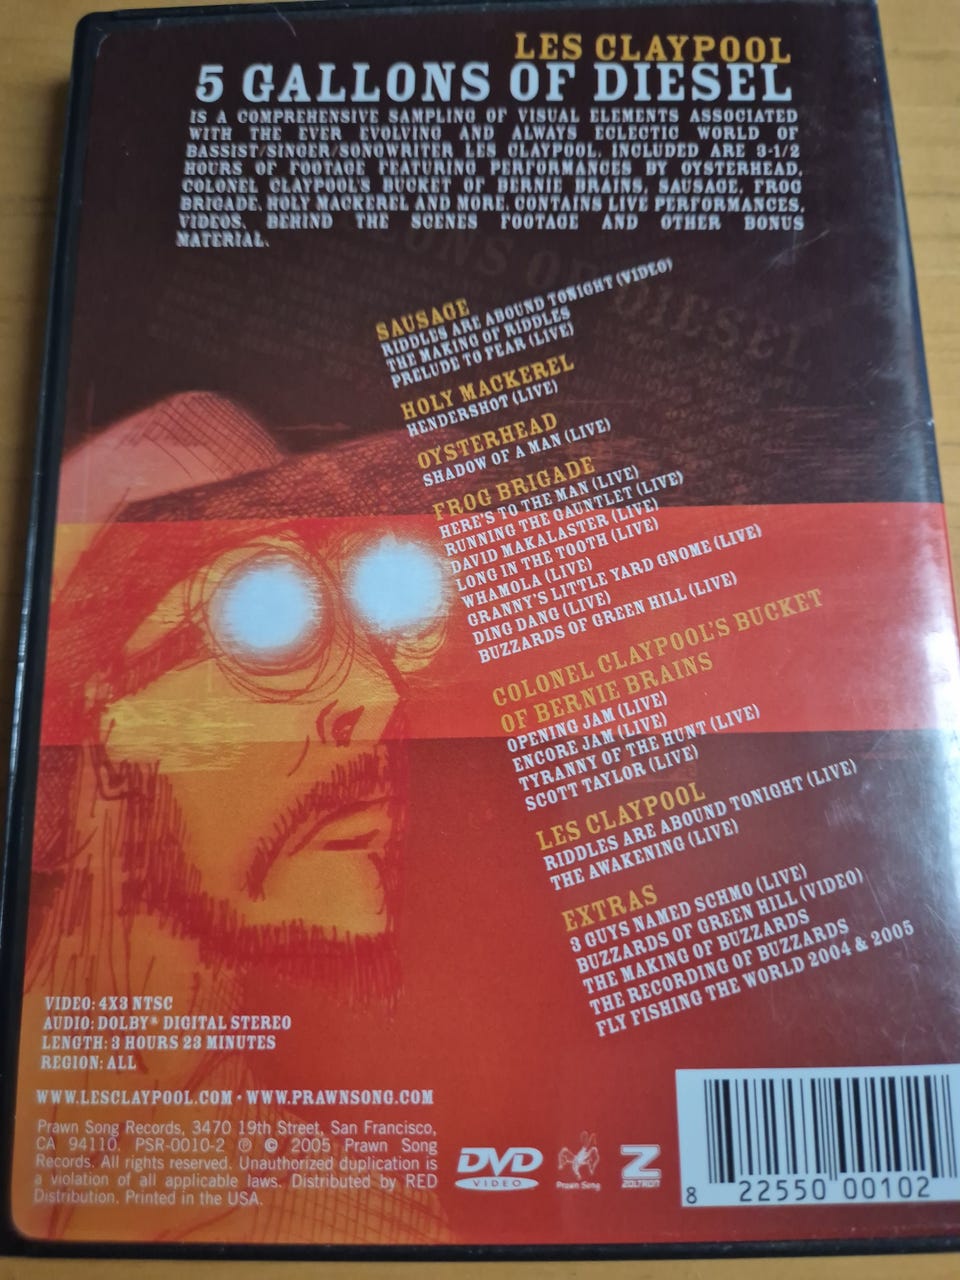 LES CLAYPOOL
5 GALLONS OF DIESEL
IS A COMPREHENSIVE SAMPLING OF VISUAL ELEMENTS ASSOCIATED
WITH THE EVER EVOLVING AND ALWAYS ECLECTIC WORLD OF
BASSIST/SINGER/SONGWRITER LES CLAYPOOL. INCLUDED ARE 3-1/2
HOURS OF FOOTAGE FEATURING PERFORMANCES BY OYSTERHEAD,
COLONEL CLAYPOOL'S BUCKET OF BERNIE BRAINS, SAUSAGE, FROG
BRIGADE, HOLY MACKEREL AND MORE. CONTAINS LIVE PERFORMANCES,
VIDEOS, BEHIND THE SCENES FOOTAGE AND OTHER BONUS
MATERIAL.
SAUSAGE
RIDDLES ARE ABOUND TONIGHT (VIDEO)
THE MAKING OF RIDDLES
PRELUDE TO FEAR (LIVE)
HOLY MACKEREL
HENDERSHOT (LIVE)
OYSTERHEAD
SHADOW OF A MAN (LIVE)
FROG BRIGADE
HERE'S TO THE MAN (LIVE)
RUNNING THE GAUNTLET (LIVE)
DAVID MAKALASTER (LIVE)
LONG IN THE TOOTH (LIVE)
WHAMOLA (LIVE)
GRANNY'S LITTLE YARD GNOME (LIVE)
DING DANG (LIVE)
BUZZARDS OF GREEN HILL (LIVE)
COLONEL CLAYPOOL'S BUCKET
OF BERNIE BRAINS
OPENING JAM (LIVE)
ENCORE JAM (LIVE)
TYRANNY OF THE HUNT (LIVE)
SCOTT TAYLOR (LIVE)
LES CLAYPOOL
RIDDLES ARE ABOUND TONIGHT (LIVE)
THE AWAKENING (LIVE)
EXTRAS
3 GUYS NAMED SCHMO (LIVE)
BUZZARDS OF GREEN HILL (VIDEO)
THE MAKING OF BUZZARDS
THE RECORDING OF BUZZARDS
FLY FISHING THE WORLD 2004 & 2005
VIDEO: 4X3 NTSC
AUDIO: DOLBY® DIGITAL STEREO
LENGTH: 3 HOURS 23 MINUTES
REGION: ALL
WWW.LESCLAYPOOL.COM • WWW.PRAWNSONG.COM
Prawn Song Records, 3470 19th Street, San Francisco,
CA 94110. PSR-0010-2 ℗ © 2005 Prawn Song
Records. All rights reserved. Unauthorized duplication is
a violation of all applicable laws. Distributed by RED
Distribution. Printed in the USA.
DVD
VIDEO
Prawn Song
Z
ZOLTRON
8 22550 00102